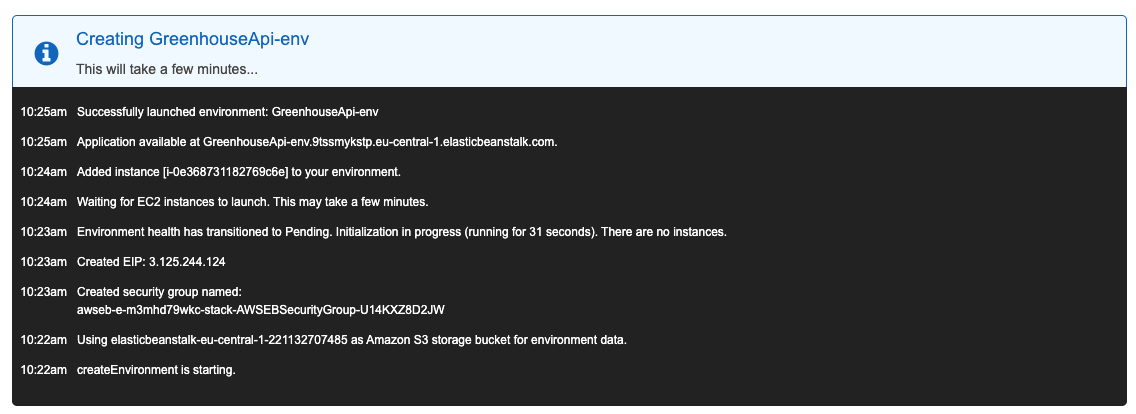 Creating GreenhouseApi-env
This will take a few minutes...
10:25am Successfully launched environment: GreenhouseApi-env
10:25am Application available at GreenhouseApi-env.9tssmykstp.eu-central-1.elasticbeanstalk.com.
10:24am Added instance [i-0e368731182769c6e] to your environment.
10:24am Waiting for EC2 instances to launch. This may take a few minutes.
10:23am Environment health has transitioned to Pending. Initialization in progress (running for 31 seconds). There are no instances.
10:23am Created EIP: 3.125.244.124
10:23am Created security group named:
awseb-e-m3mhd79wkc-stack-AWSEBSecurityGroup-U14KXZ8D2JW
10:22am Using elasticbeanstalk-eu-central-1-221132707485 as Amazon S3 storage bucket for environment data.
10:22am createEnvironment is starting.